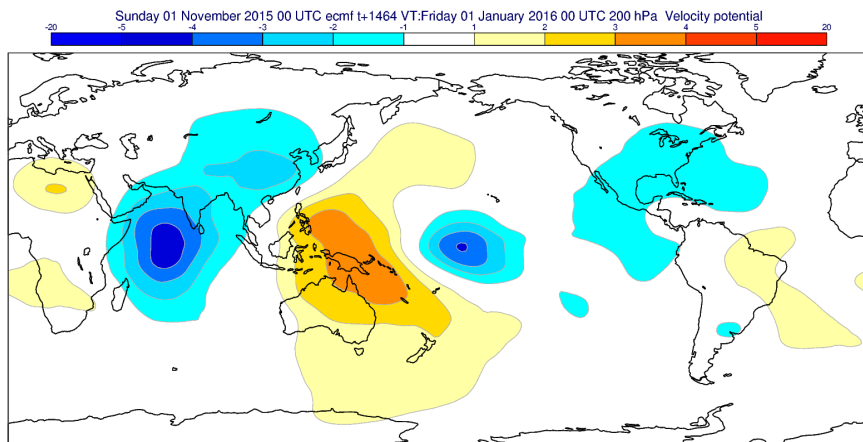 Sunday 01 November 2015 00 UTC ecmf t+1464 VT:Friday 01 January 2016 00 UTC 200 hPa Velocity potential
-20 -5 -4 -3 -2 -1 1 2 3 4 5 20